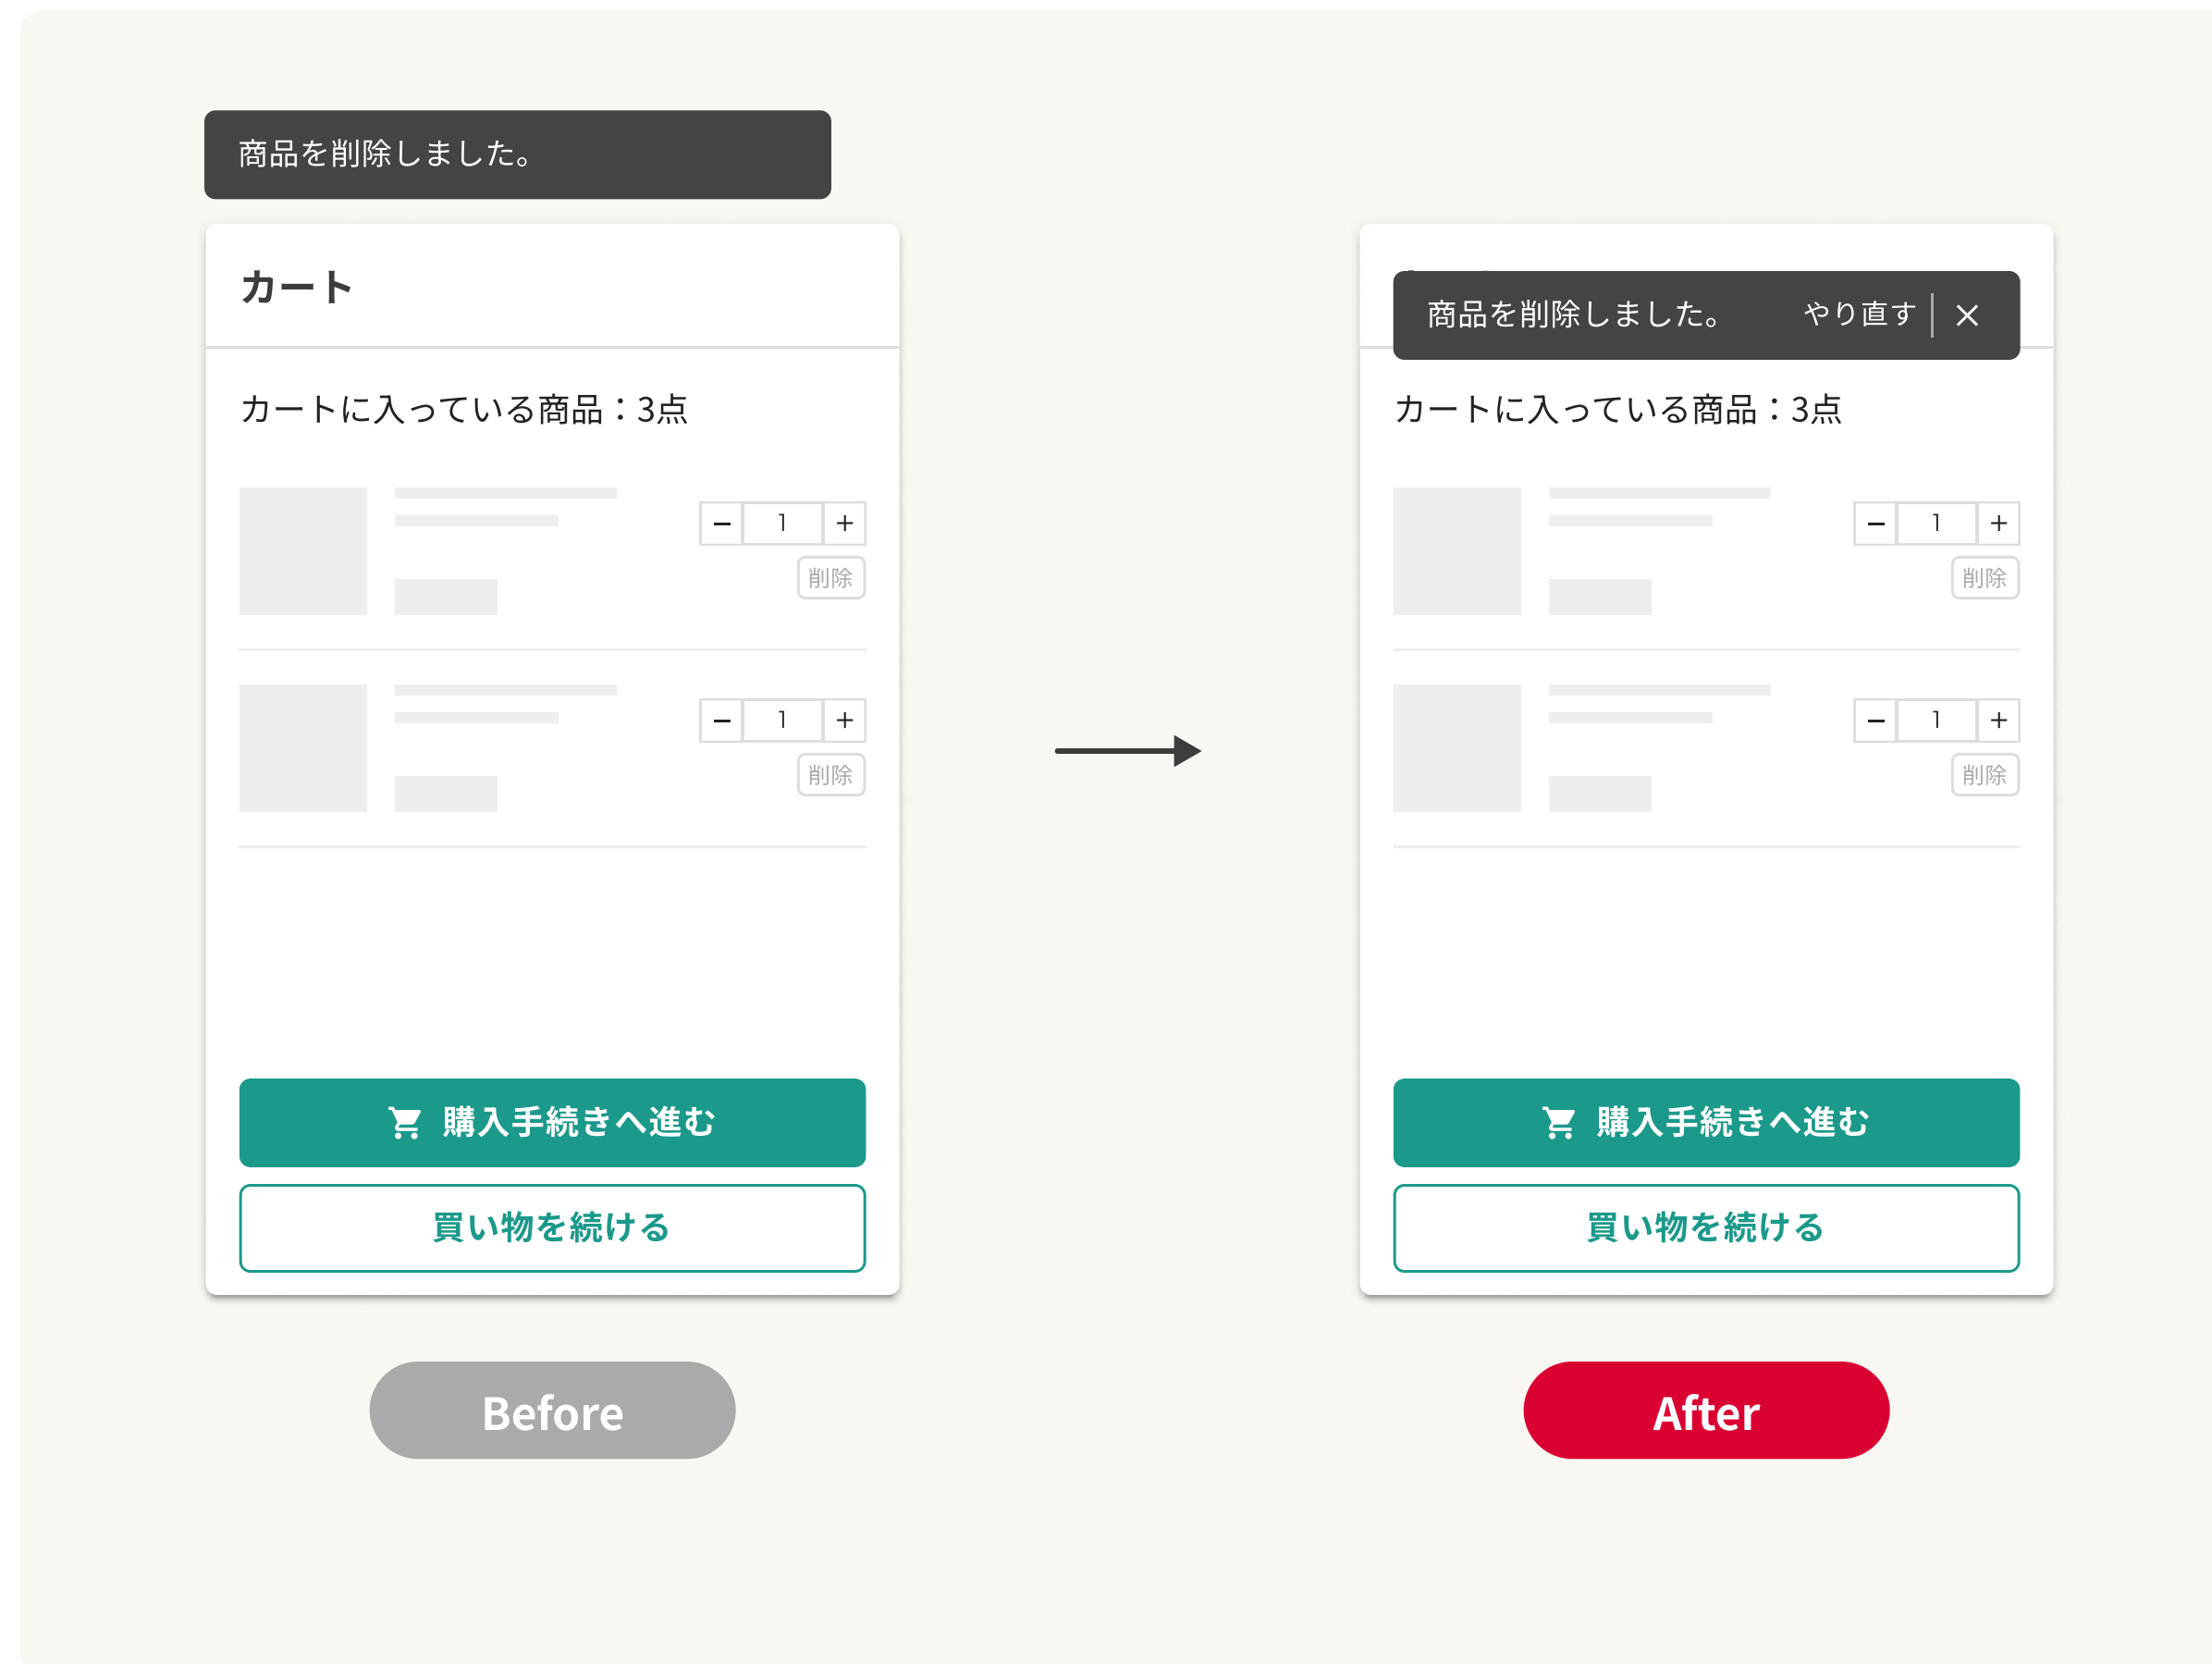 商品を削除しました。
カート
カートに入っている商品：3点
− 1 +
削除
− 1 +
削除
購入手続きへ進む
買い物を続ける
Before
商品を削除しました。 やり直す ×
カートに入っている商品：3点
− 1 +
削除
− 1 +
削除
購入手続きへ進む
買い物を続ける
After